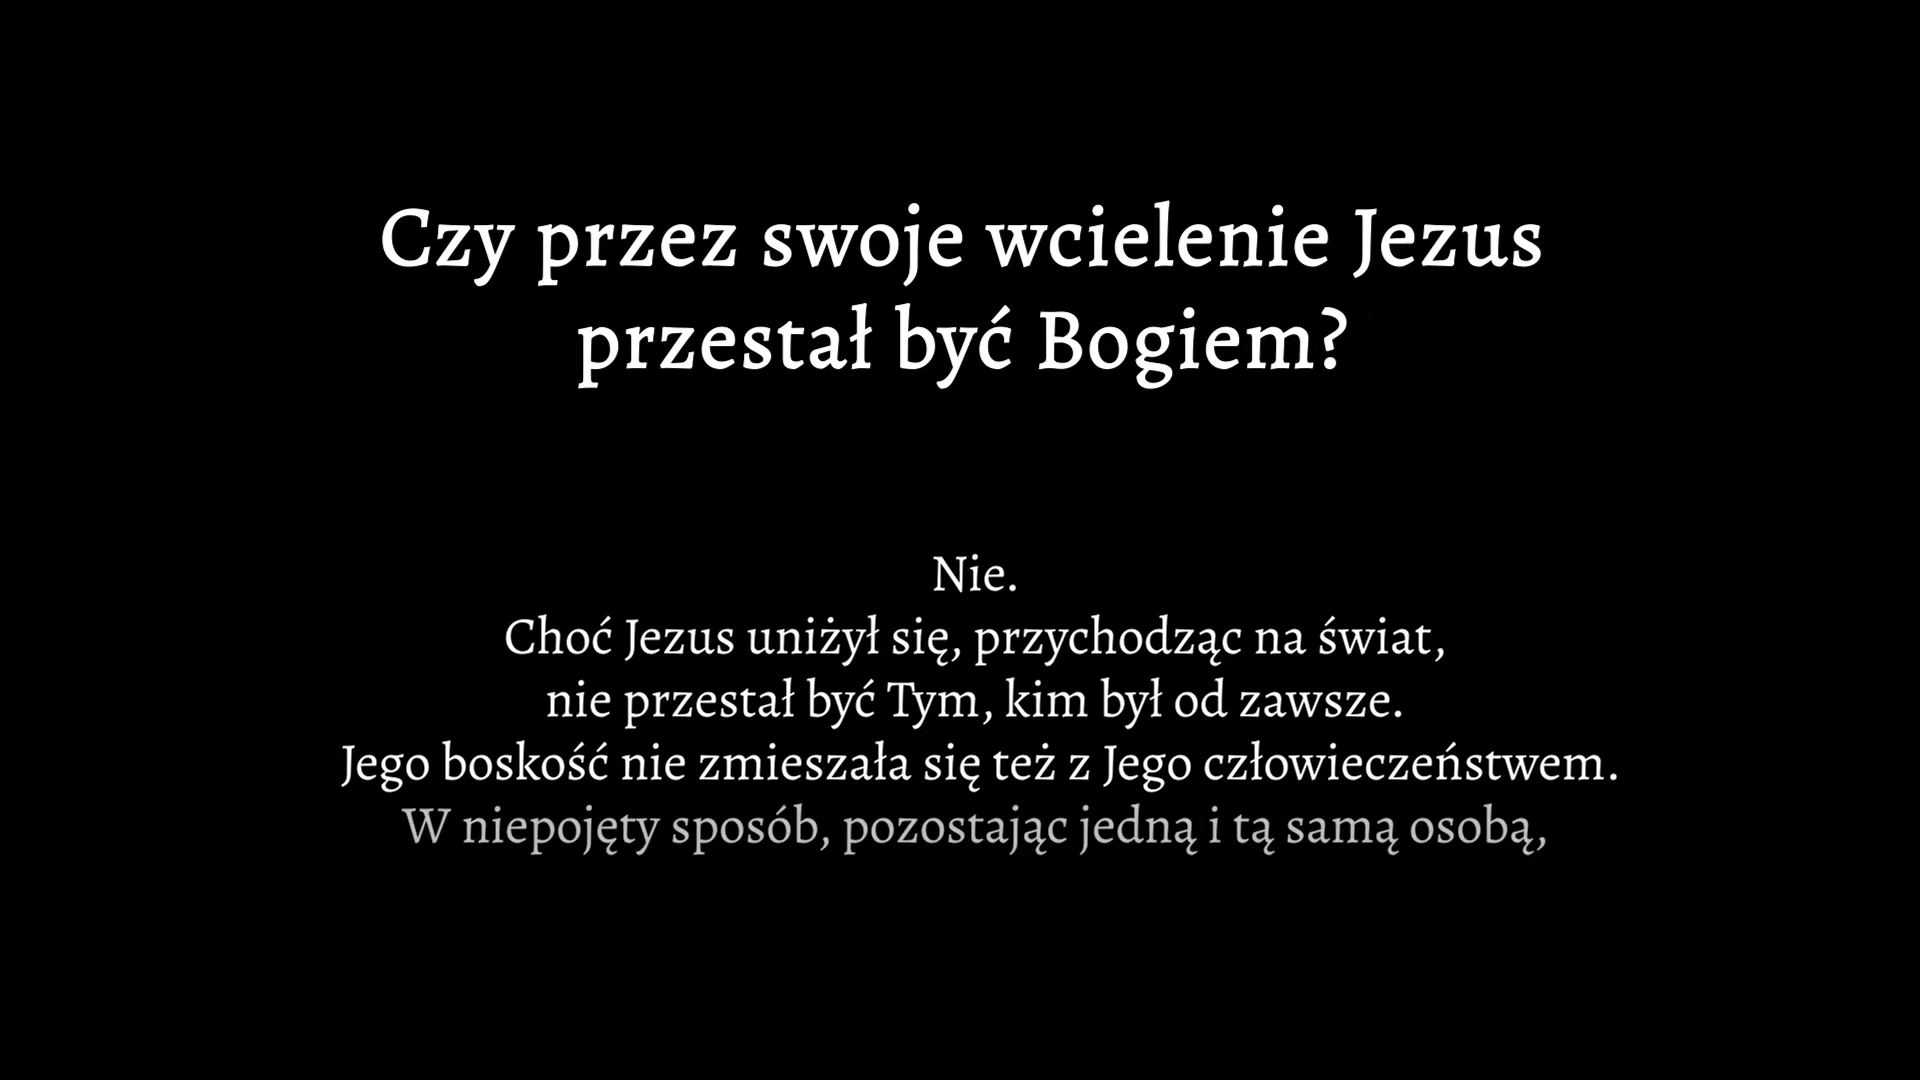 Czy przez swoje wcielenie Jezus
przestał być Bogiem?
Nie.
Choć Jezus uniżył się, przychodząc na świat,
nie przestał być Tym, kim był od zawsze.
Jego boskość nie zmieszała się też z Jego człowieczeństwem.
W niepojęty sposób, pozostając jedną i tą samą osobą,